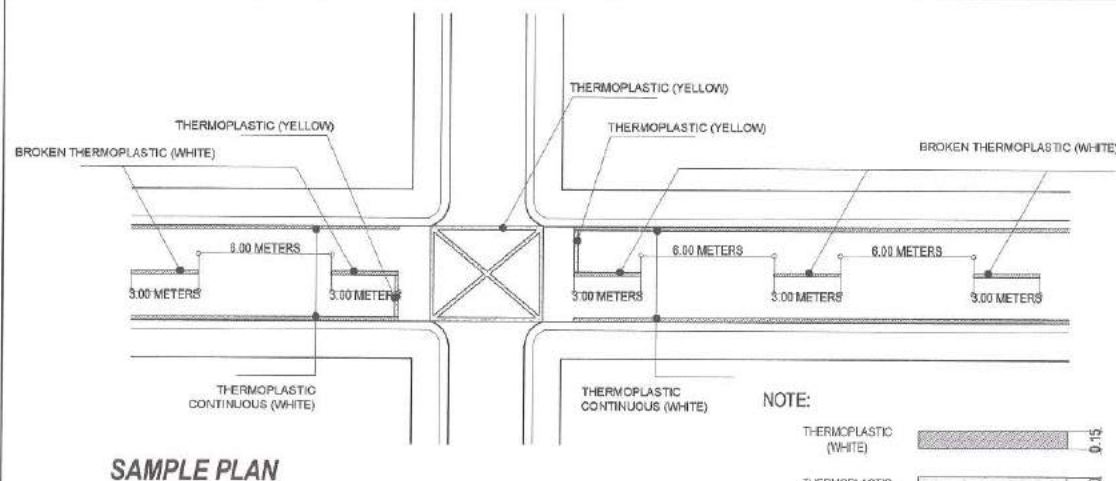 THERMOPLASTIC (YELLOW)
THERMOPLASTIC (YELLOW)
THERMOPLASTIC (YELLOW)
BROKEN THERMOPLASTIC (WHITE)
BROKEN THERMOPLASTIC (WHITE)
6.00 METERS
6.00 METERS
6.00 METERS
3.00 METERS
3.00 METERS
3.00 METERS
3.00 METERS
3.00 METERS
THERMOPLASTIC
CONTINUOUS (WHITE)
THERMOPLASTIC
CONTINUOUS (WHITE)
NOTE:
THERMOPLASTIC
(WHITE)
0.15
SAMPLE PLAN
THERMOPLASTIC